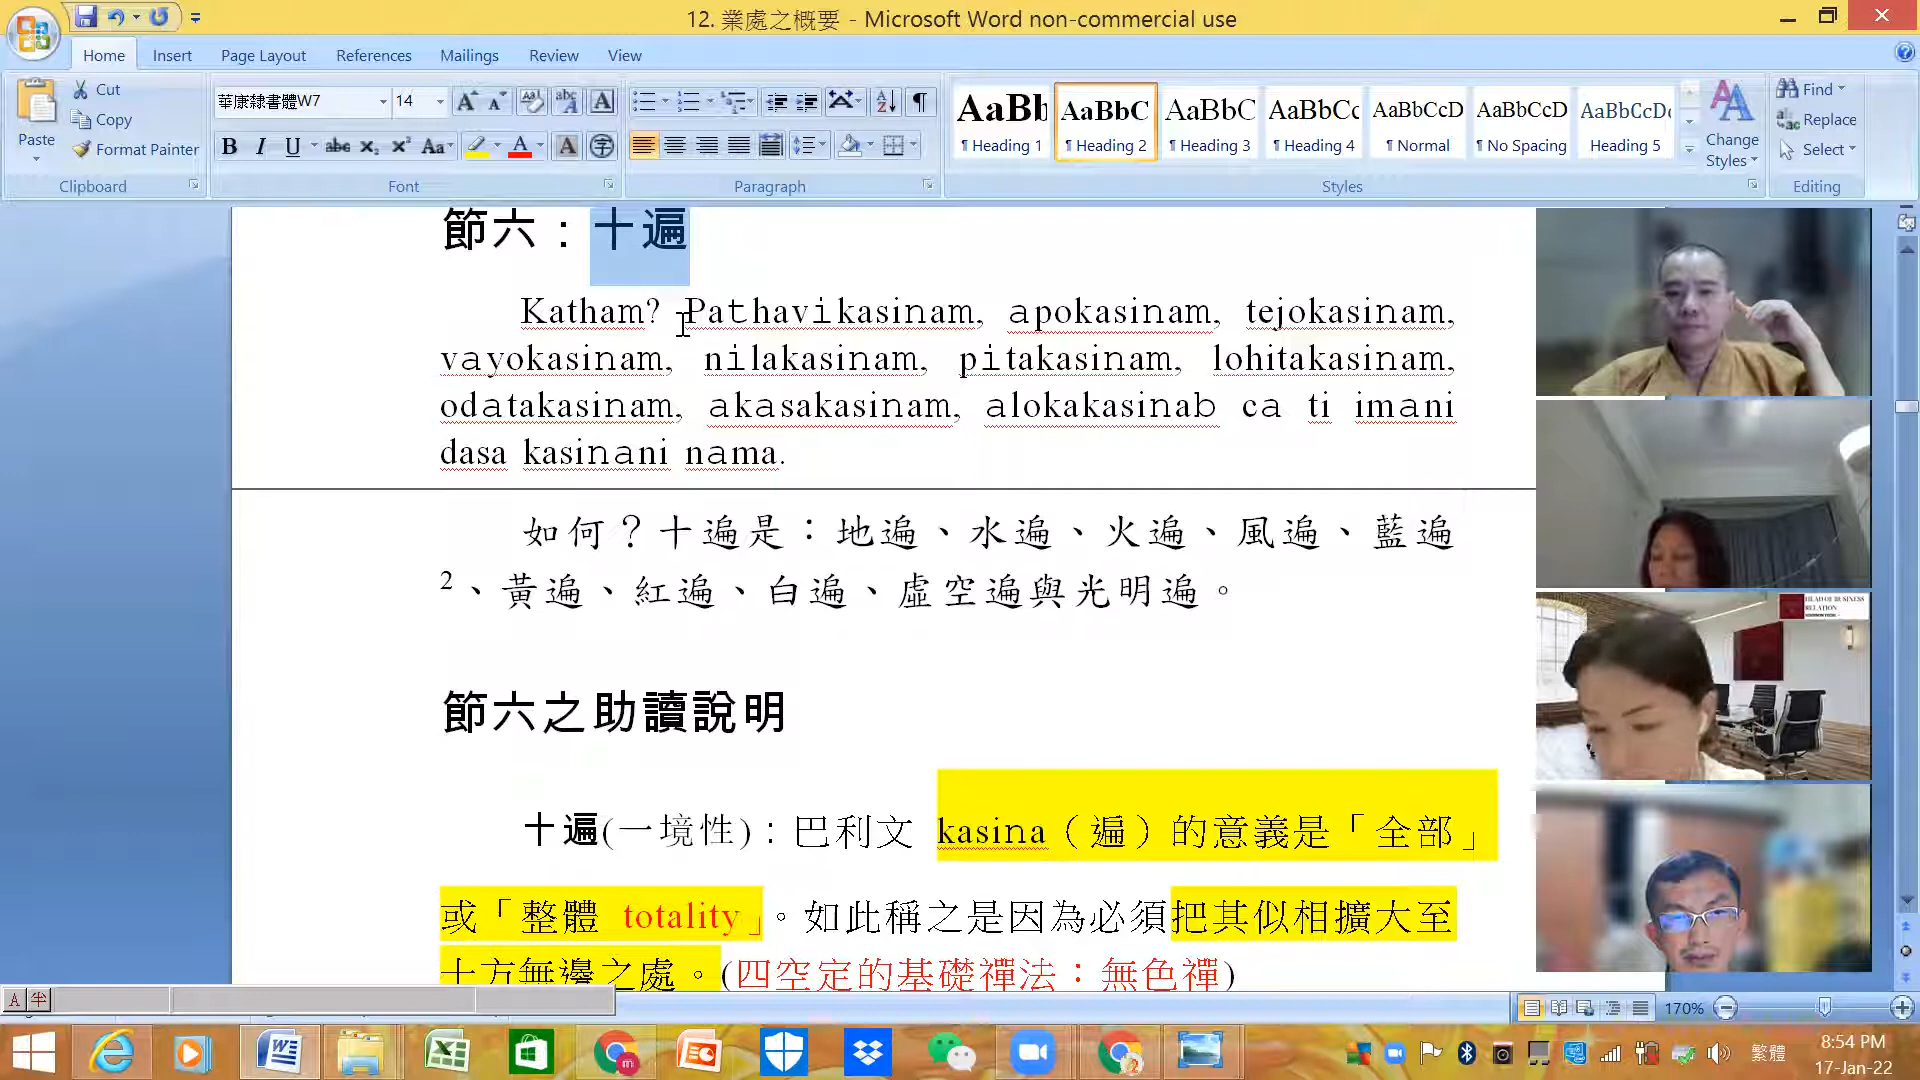 12. 業處之概要 - Microsoft Word non-commercial use
Home Insert Page Layout References Mailings Review View
Paste
Cut
Copy
Format Painter
Clipboard
華康隸書體W7 14
Font
Paragraph
AaBb AaBbC AaBbC AaBbCc AaBbCcD AaBbCcD AaBbCcDc
¶ Heading 1 ¶ Heading 2 ¶ Heading 3 ¶ Heading 4 ¶ Normal ¶ No Spacing Heading 5
Change Styles
Styles
Find
Replace
Select
Editing
節六：十遍
Katham? Pathavikasinam, apokasinam, tejokasinam,
vayokasinam, nilakasinam, pitakasinam, lohitakasinam,
odatakasinam, akasakasinam, alokakasinab ca ti imani
dasa kasinani nama.
如何？十遍是：地遍、水遍、火遍、風遍、藍遍
2、黃遍、紅遍、白遍、虛空遍與光明遍。
節六之助讀說明
十遍(一境性)：巴利文 kasina（遍）的意義是「全部」
或「整體 totality」。如此稱之是因為必須把其似相擴大至
十方無邊之處。(四空定的基礎禪法：無色禪)
HEAD OF BUSINESS
RELATION
A 半
170%
繁體
8:54 PM
17-Jan-22